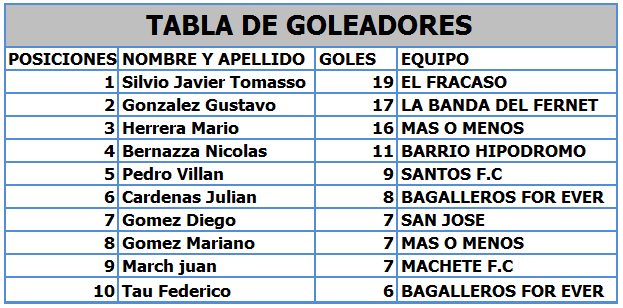 TABLA DE GOLEADORES
POSICIONES NOMBRE Y APELLIDO GOLES EQUIPO
1 Silvio Javier Tomasso 19 EL FRACASO
2 Gonzalez Gustavo 17 LA BANDA DEL FERNET
3 Herrera Mario 16 MAS O MENOS
4 Bernazza Nicolas 11 BARRIO HIPODROMO
5 Pedro Villan 9 SANTOS F.C
6 Cardenas Julian 8 BAGALLEROS FOR EVER
7 Gomez Diego 7 SAN JOSE
8 Gomez Mariano 7 MAS O MENOS
9 March juan 7 MACHETE F.C
10 Tau Federico 6 BAGALLEROS FOR EVER